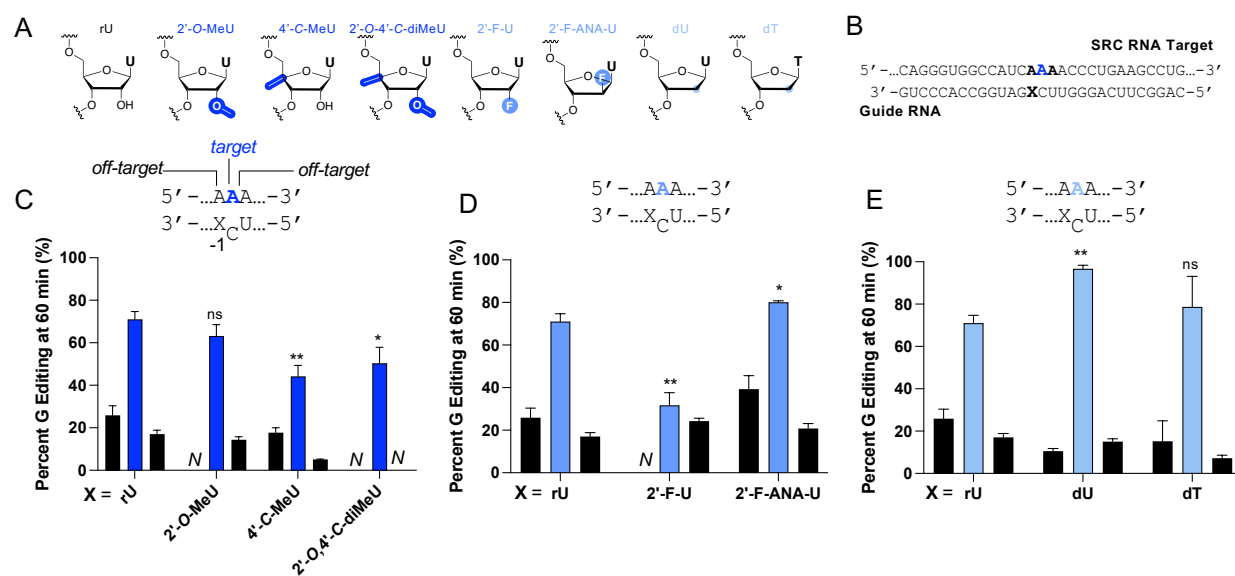 A
rU
2'-O-MeU
4'-C-MeU
2'-O-4'-C-diMeU
2'-F-U
2'-F-ANA-U
dU
dT
O
O
U
O
OH
O
O
U
O
O
O
O
U
O
OH
O
O
U
O
O
O
O
U
O
F
O
O
F
U
O
O
O
U
O
O
O
T
O
B
SRC RNA Target
5'-…CAGGGUGGCCAUCAAAACCCUGAAGCCUG…-3'
3'-GUCCCACCGGUAGXCUUGGGACUUCGGAC-5'
Guide RNA
target
off-target
off-target
C
5'-…AAA…-3'
3'-…XCU…-5'
-1
Percent G Editing at 60 min (%)
100
80
60
40
20
0
N
ns
**
N
*
N
X =
rU
2'-O-MeU
4'-C-MeU
2'-O,4'-C-diMeU
D
5'-…AAA…-3'
3'-…XCU…-5'
Percent G Editing at 60 min (%)
100
80
60
40
20
0
N
**
*
X = rU
2'-F-U
2'-F-ANA-U
E
5'-…AAA…-3'
3'-…XCU…-5'
Percent G Editing at 60 min (%)
100
80
60
40
20
0
**
ns
X =
rU
dU
dT